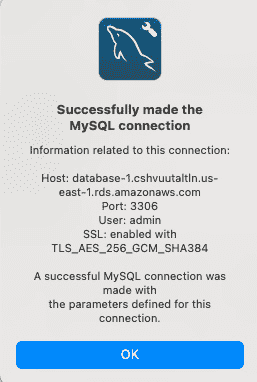 Successfully made the
MySQL connection
Information related to this connection:
Host: database-1.cshvuutaltln.us-
east-1.rds.amazonaws.com
Port: 3306
User: admin
SSL: enabled with
TLS_AES_256_GCM_SHA384
A successful MySQL connection was
made with
the parameters defined for this
connection.
OK